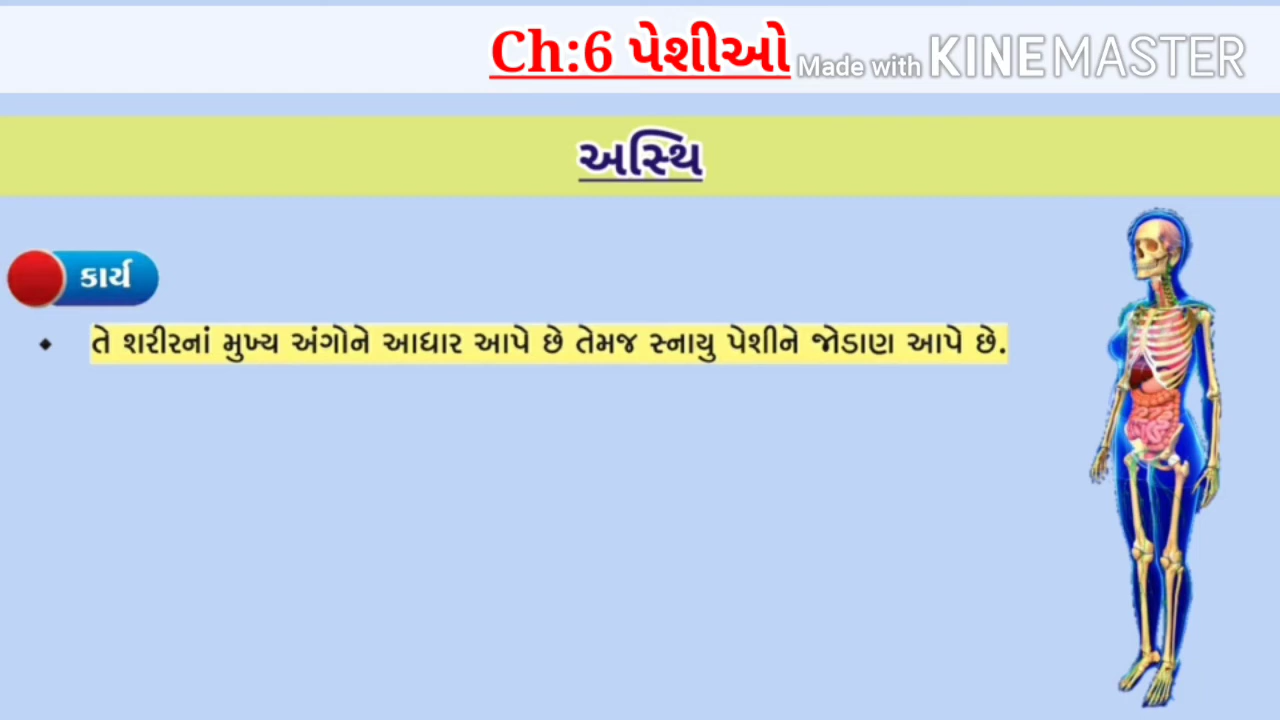 Ch:6 પેશીઓ Made with KINEMASTER
અસ્થિ
કાર્ય
તે શરીરનાં મુખ્ય અંગોને આધાર આપે છે તેમજ સ્નાયુ પેશીને જોડાણ આપે છે.